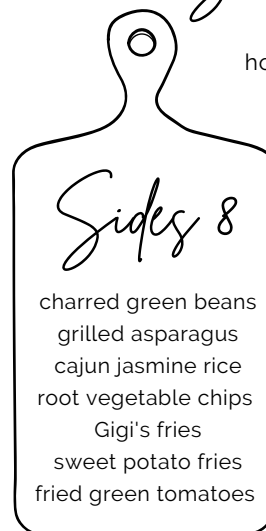 ho
Sides 8
charred green beans
grilled asparagus
cajun jasmine rice
root vegetable chips
Gigi's fries
sweet potato fries
fried green tomatoes